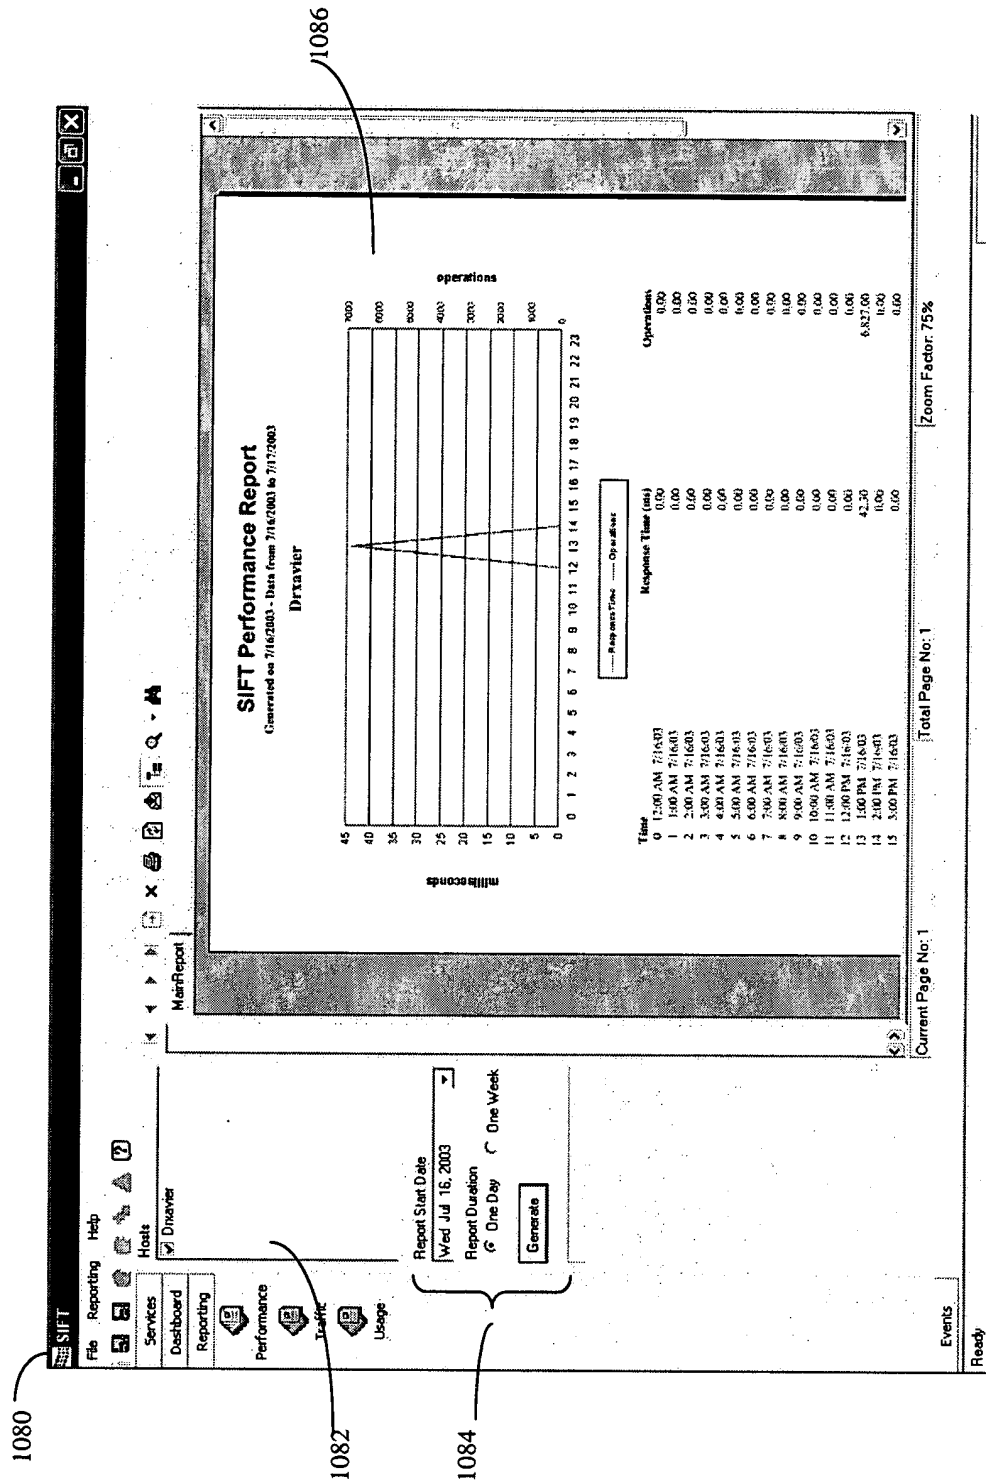 1080
SIFT
File Reporting Help
Services
Dashboard
Reporting
Performance
Traffic
Usage
Events
Ready
Hosts
Drxavier
1082
Report Start Date
Wed Jul 16, 2003
Report Duration
One Day One Week
Generate
1084
MainReport
1086
SIFT Performance Report
Generated on 7/16/2003 - Data from 7/16/2003 to 7/17/2003
Drxavier
milliseconds
45
40
35
30
25
20
15
10
5
0
operations
7000
6000
5000
4000
3000
2000
1000
0
0 1 2 3 4 5 6 7 8 9 10 11 12 13 14 15 16 17 18 19 20 21 22 23
Response Time Operations
Time Response Time (ms) Operations
0 12:00 AM 7/16/03 0.00 0.00
1 1:00 AM 7/16/03 0.00 0.00
2 2:00 AM 7/16/03 0.00 0.00
3 3:00 AM 7/16/03 0.00 0.00
4 4:00 AM 7/16/03 0.00 0.00
5 5:00 AM 7/16/03 0.00 0.00
6 6:00 AM 7/16/03 0.00 0.00
7 7:00 AM 7/16/03 0.00 0.00
8 8:00 AM 7/16/03 0.00 0.00
9 9:00 AM 7/16/03 0.00 0.00
10 10:00 AM 7/16/03 0.00 0.00
11 11:00 AM 7/16/03 0.00 0.00
12 12:00 PM 7/16/03 0.00 0.00
13 1:00 PM 7/16/03 42.30 6,827.00
14 2:00 PM 7/16/03 0.00 0.00
15 3:00 PM 7/16/03 0.00 0.00
Current Page No: 1 Total Page No: 1 Zoom Factor: 75%